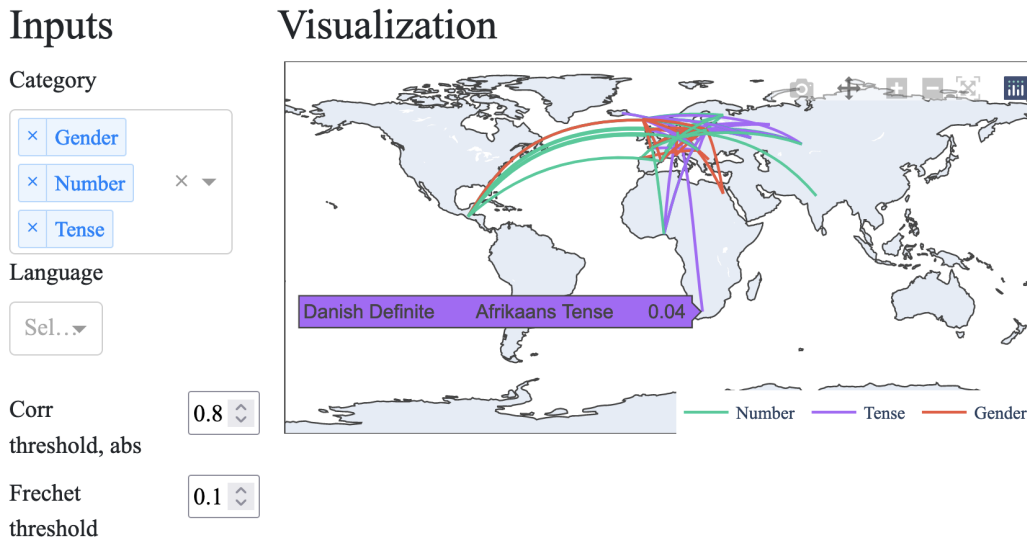 Inputs
Visualization
Category
× Gender
× Number
× Tense
×
Language
Sel...
Corr
threshold, abs
0.8
Frechet
threshold
0.1
Danish Definite Afrikaans Tense 0.04
Number Tense Gender